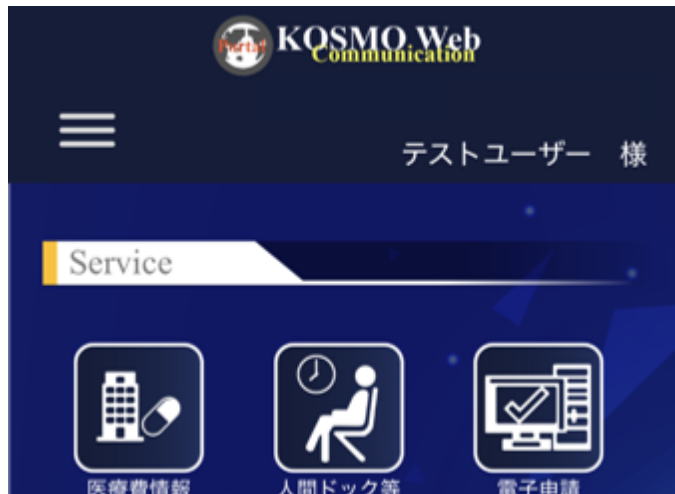 Portal
KOSMO Web
Communication
テストユーザー 様
Service
医療費情報 人間ドック等 電子申請